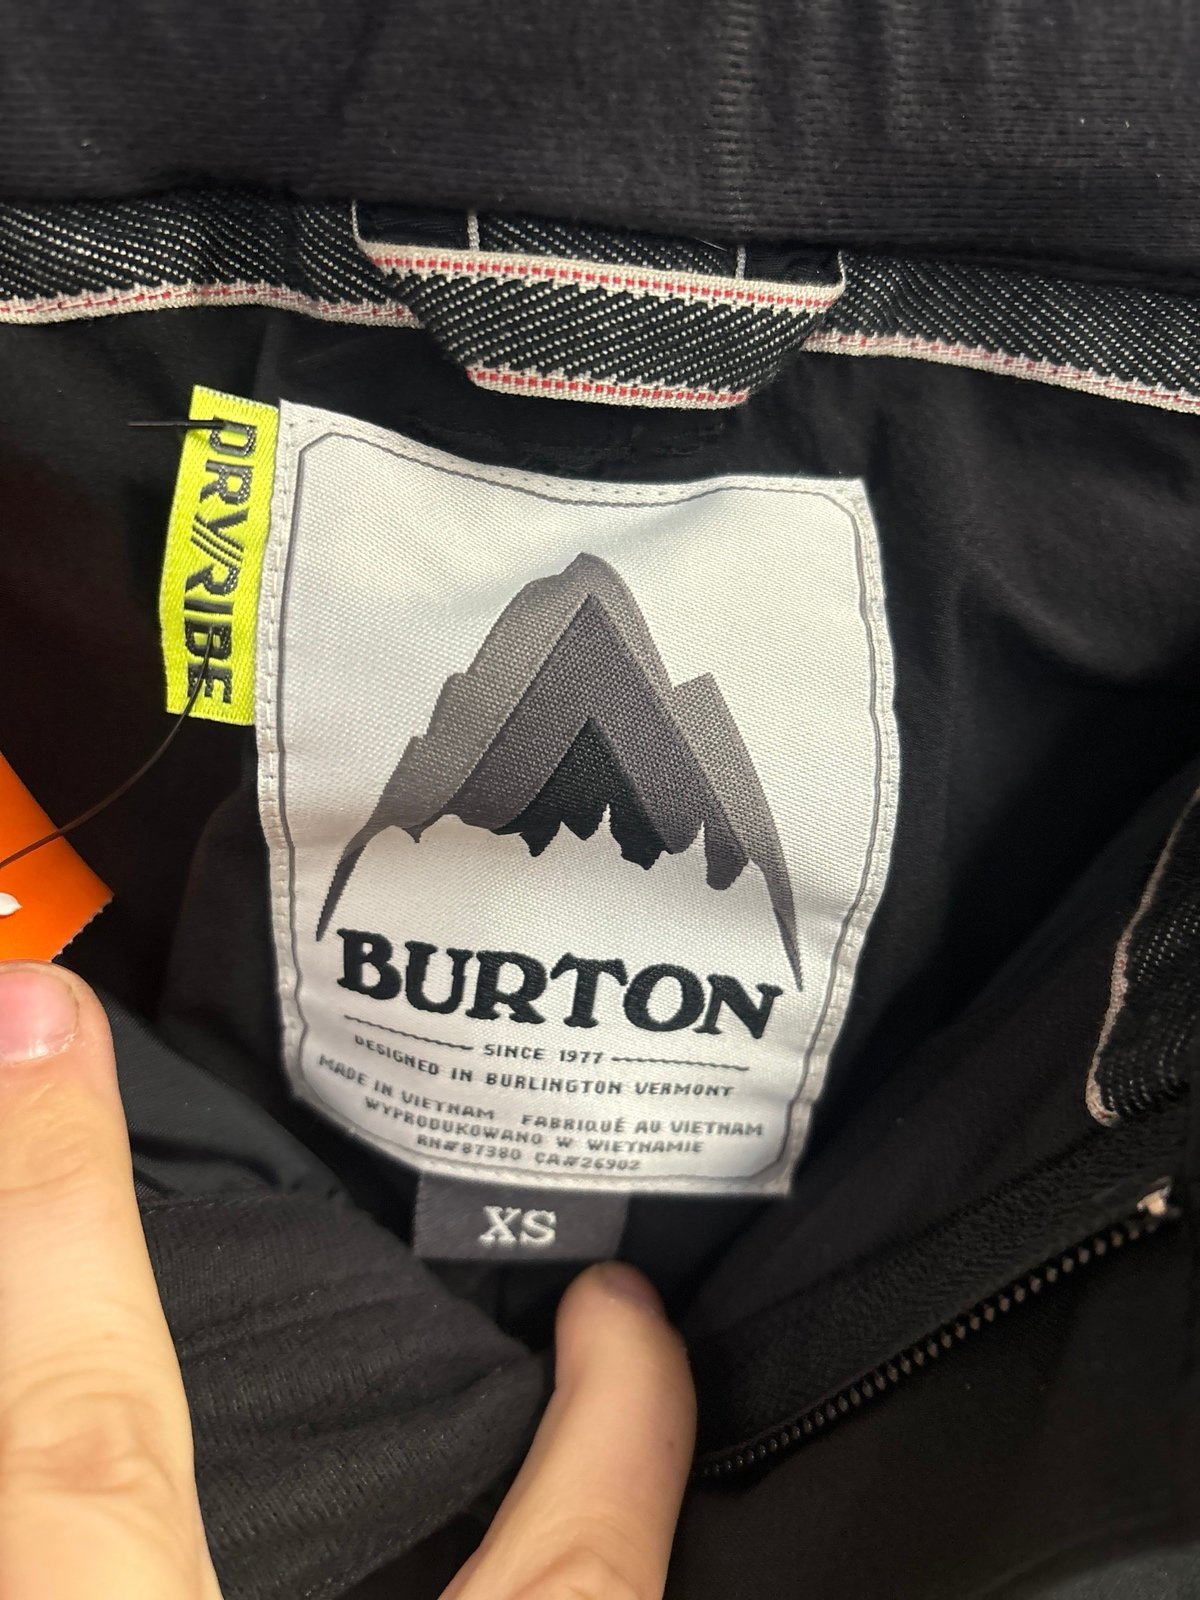 DRYRIBE
BURTON
SINCE 1977
DESIGNED IN BURLINGTON VERMONT
MADE IN VIETNAM FABRIQUÉ AU VIETNAM
WYPRODUKOWANO W WIETNAMIE
RN#87380 CA#26902
XS